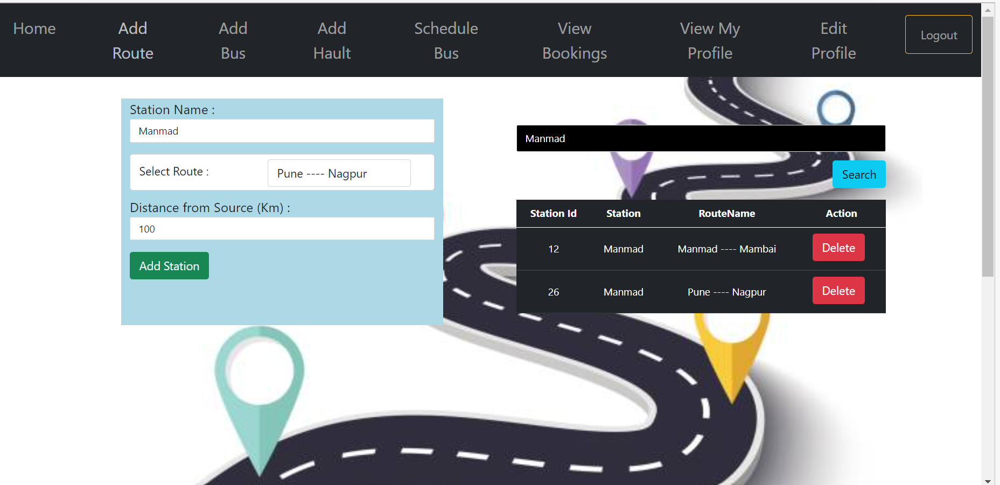 Home
Add Route
Add Bus
Add Hault
Schedule Bus
View Bookings
View My Profile
Edit Profile
Logout
Station Name :
Manmad
Select Route :
Pune ---- Nagpur
Distance from Source (Km) :
100
Add Station
Manmad
Search
Station Id Station RouteName Action
12 Manmad Manmad ---- Mambai Delete
26 Manmad Pune ---- Nagpur Delete